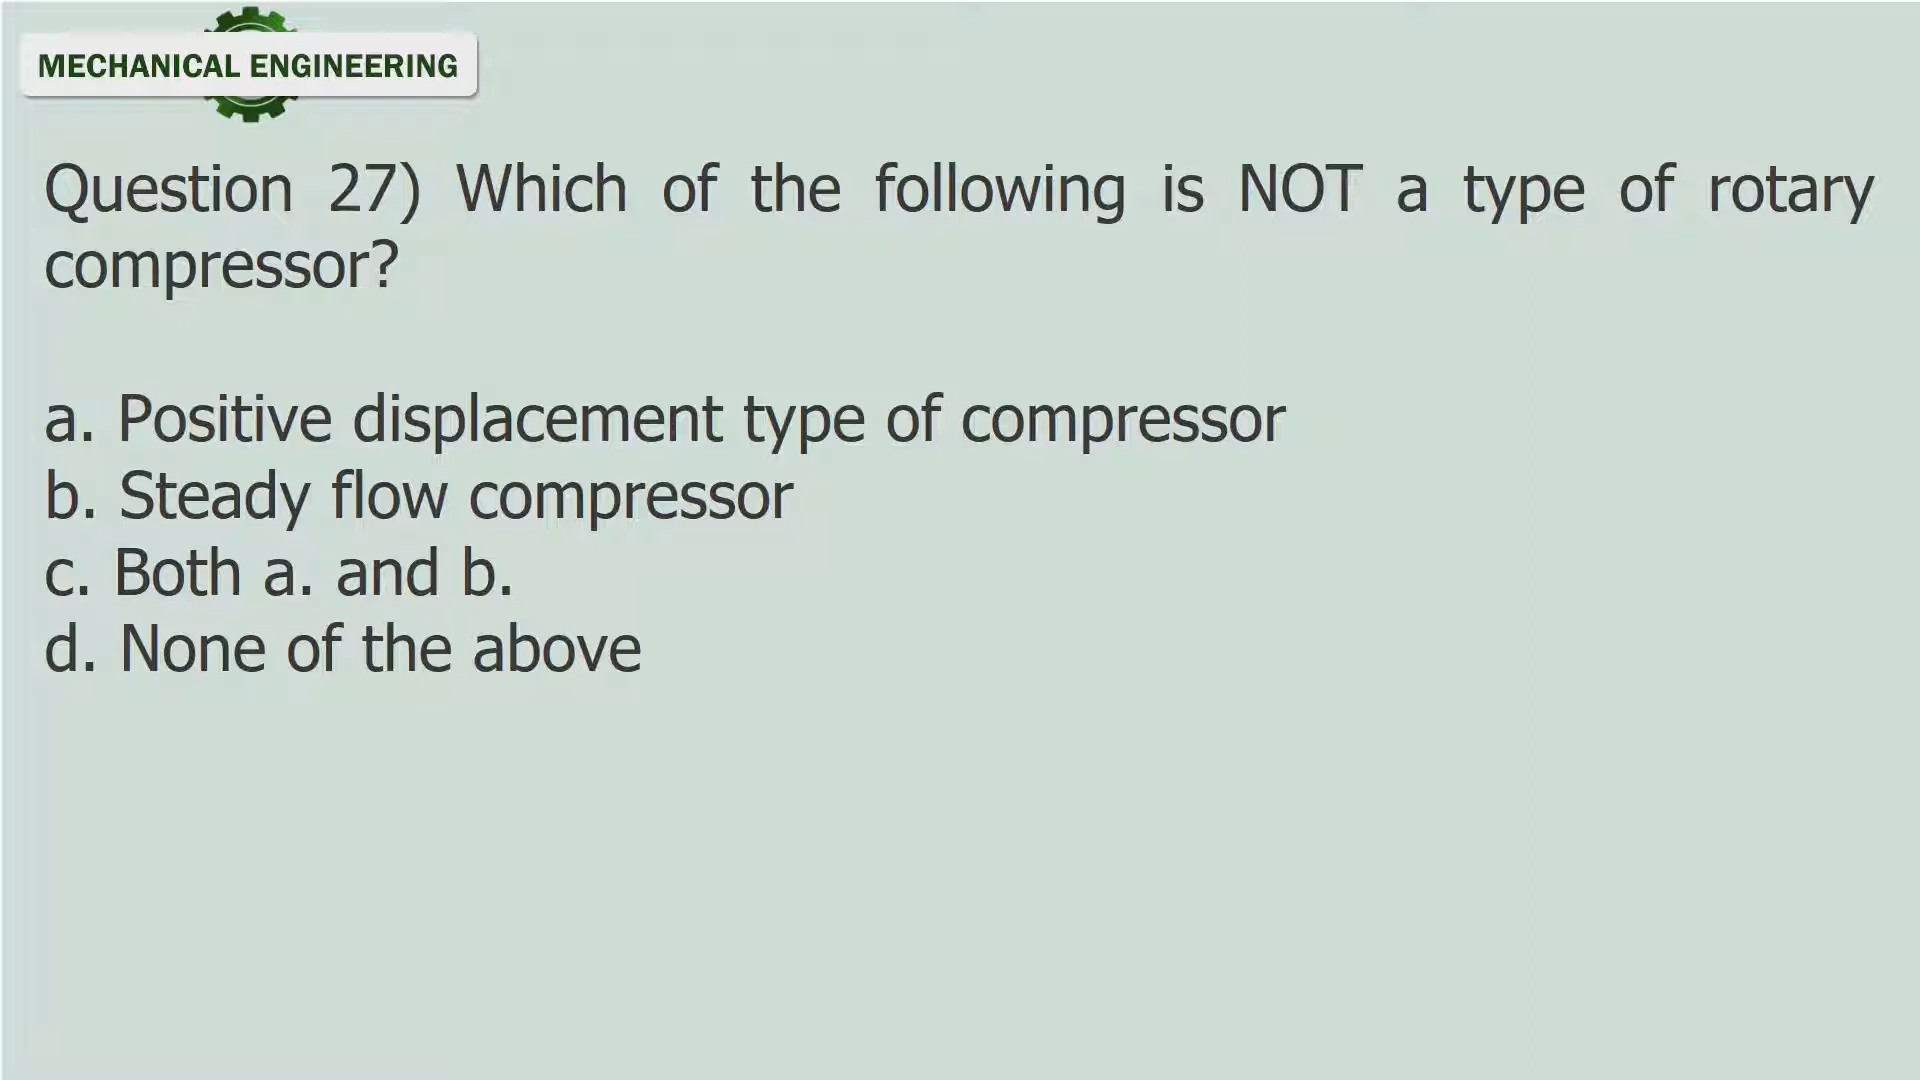 MECHANICAL ENGINEERING
Question 27) Which of the following is NOT a type of rotary
compressor?
a. Positive displacement type of compressor
b. Steady flow compressor
c. Both a. and b.
d. None of the above